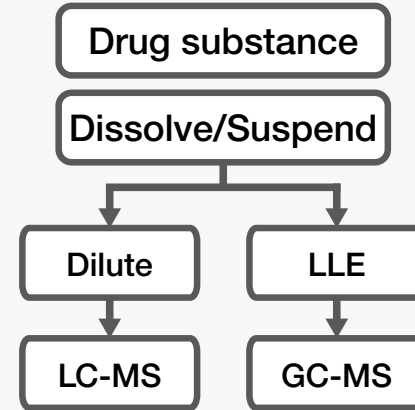 Drug substance
Dissolve/Suspend
Dilute
LLE
LC-MS
GC-MS